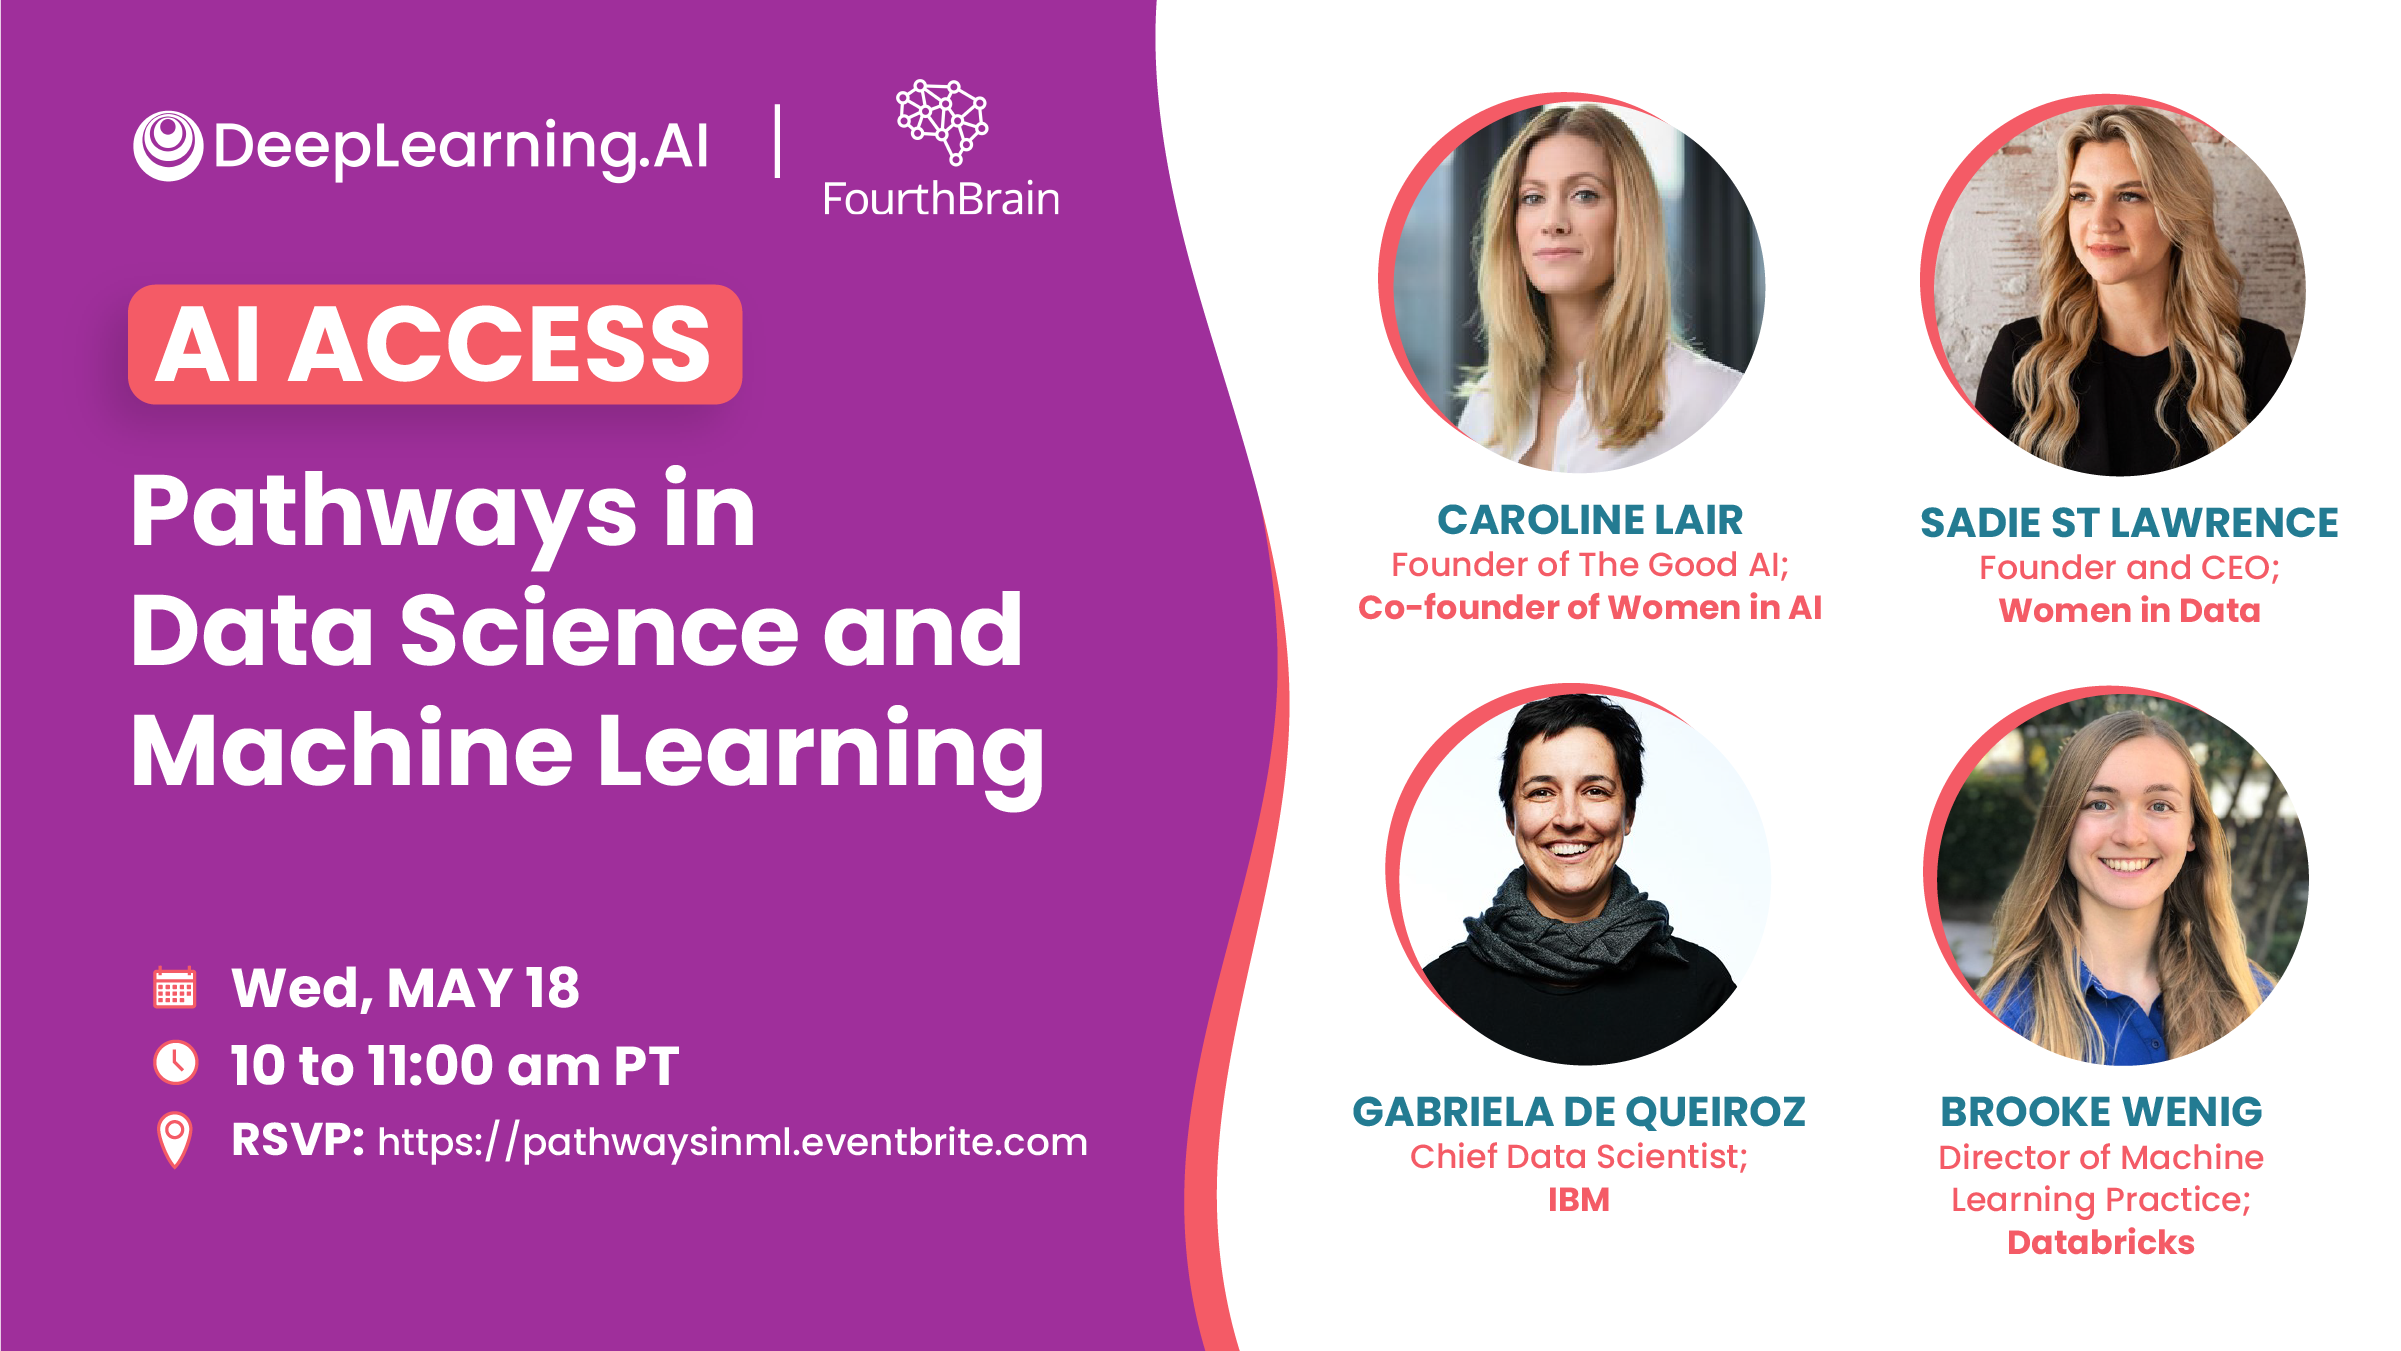 DeepLearning.AI
FourthBrain
AI ACCESS
Pathways in
Data Science and
Machine Learning
Wed, MAY 18
10 to 11:00 am PT
RSVP: https://pathwaysinml.eventbrite.com
CAROLINE LAIR
Founder of The Good AI;
Co-founder of Women in AI
SADIE ST LAWRENCE
Founder and CEO;
Women in Data
GABRIELA DE QUEIROZ
Chief Data Scientist;
IBM
BROOKE WENIG
Director of Machine
Learning Practice;
Databricks